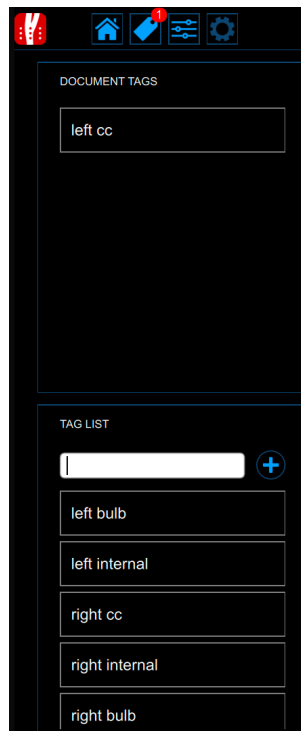 1
DOCUMENT TAGS
left cc
TAG LIST
left bulb
left internal
right cc
right internal
right bulb